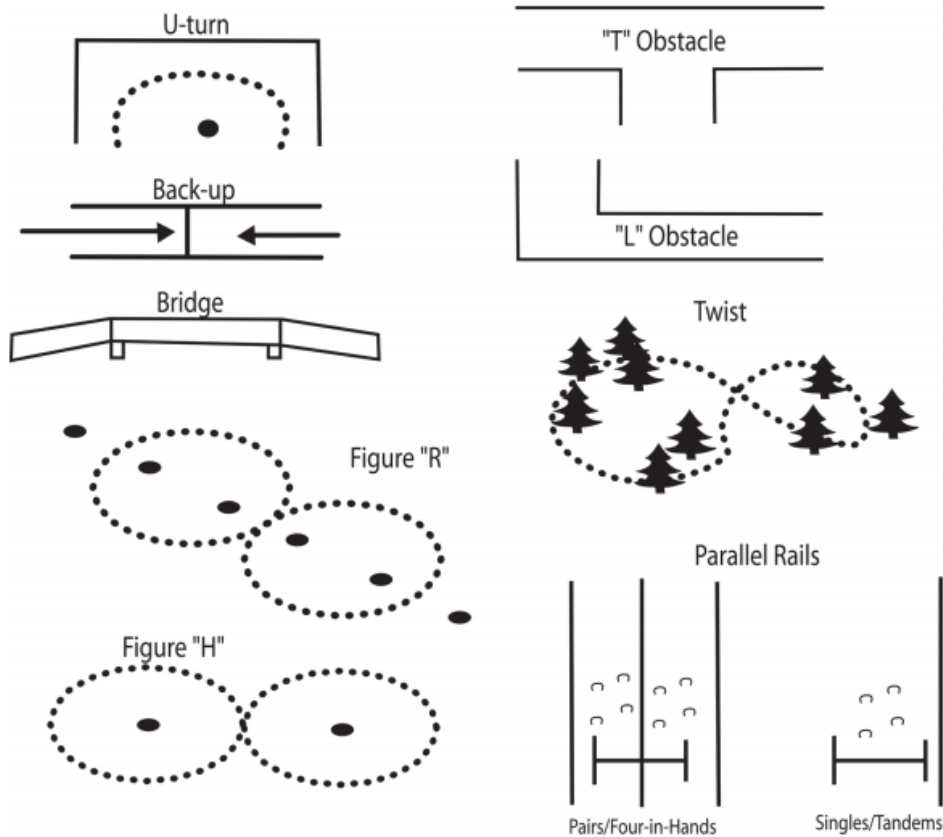 U-turn
"T" Obstacle
Back-up
"L" Obstacle
Bridge
Twist
Figure "R"
Parallel Rails
Figure "H"
C C C C C C C C
C C C C
Pairs/Four-in-Hands
Singles/Tandems